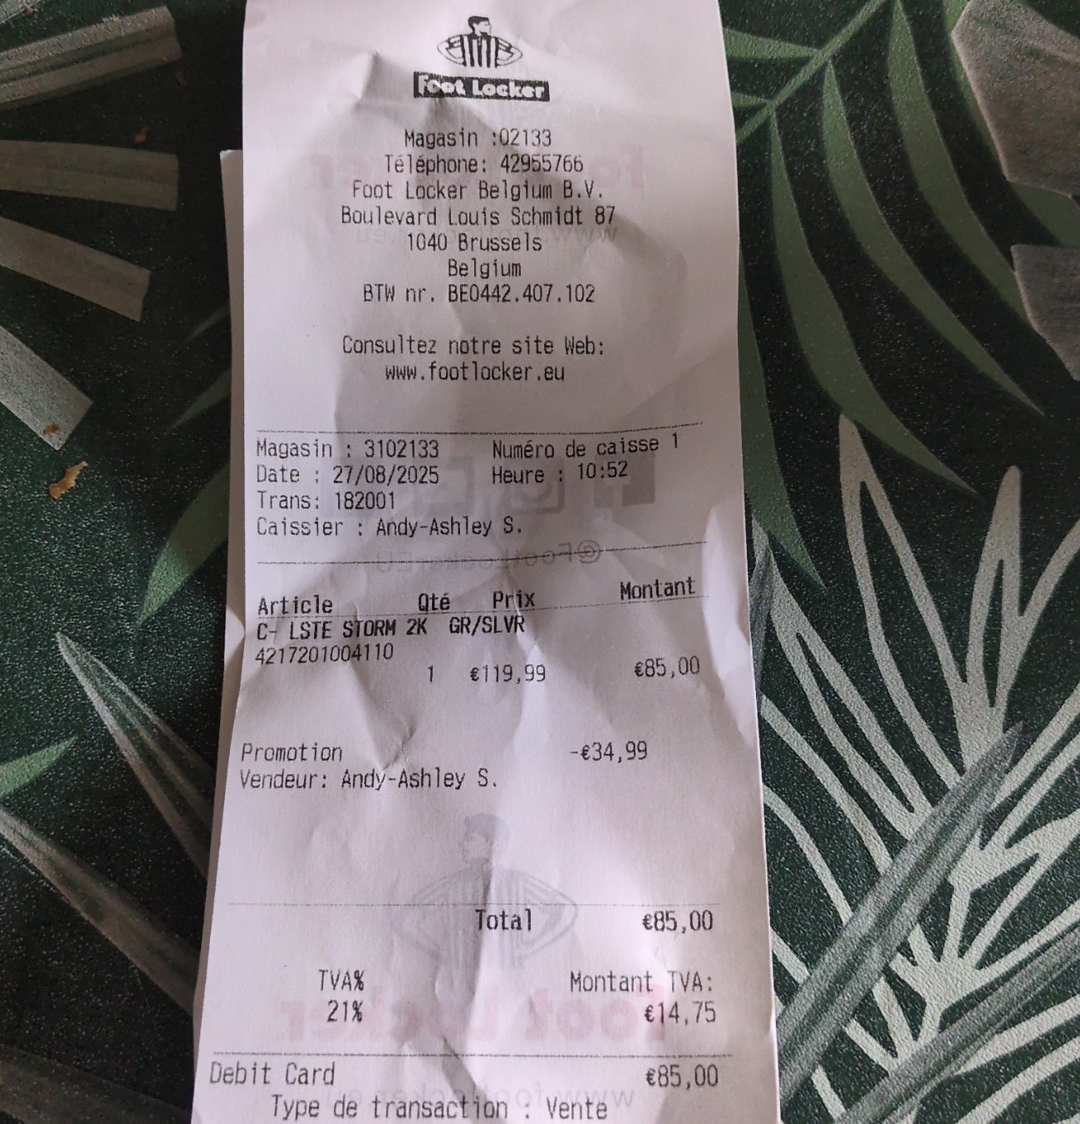 Foot Locker
Magasin :02133
Téléphone: 42955766
Foot Locker Belgium B.V.
Boulevard Louis Schmidt 87
1040 Brussels
Belgium
BTW nr. BE0442.407.102
Consultez notre site Web:
www.footlocker.eu
Magasin : 3102133 Numéro de caisse 1
Date : 27/08/2025 Heure : 10:52
Trans: 182001
Caissier : Andy-Ashley S.
Article Qté Prix Montant
C- LSTE STORM 2K GR/SLVR
4217201004110
1 €119,99 €85,00
Promotion -€34,99
Vendeur: Andy-Ashley S.
Total €85,00
TVA% Montant TVA:
21% €14,75
Debit Card €85,00
Type de transaction : Vente